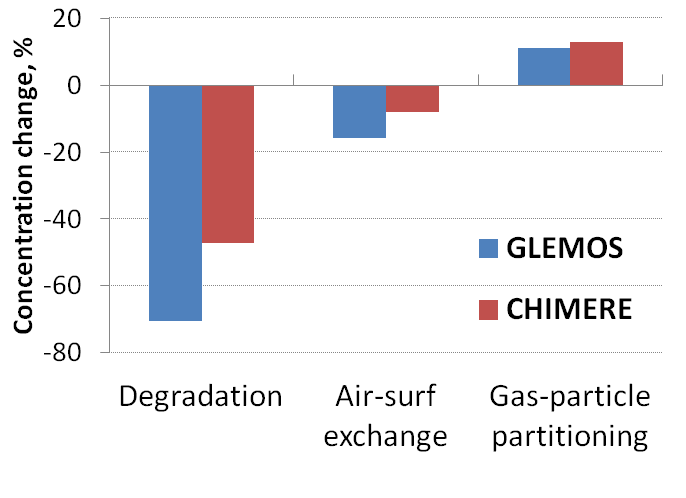 Concentration change, %
20
0
-20
-40
-60
-80
GLEMOS
CHIMERE
Degradation
Air-surf
exchange
Gas-particle
partitioning